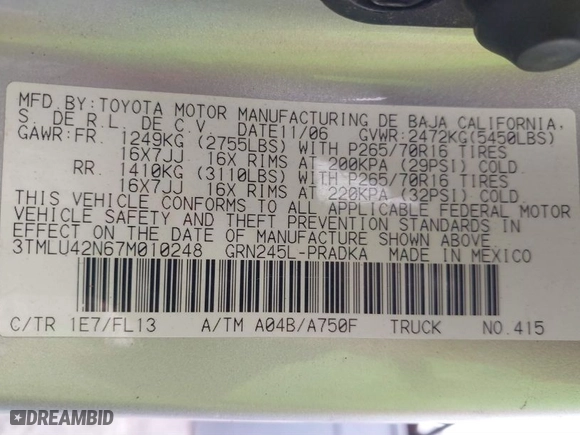 MFD.BY:TOYOTA MOTOR MANUFACTURING DE BAJA CALIFORNIA,
S. DE R.L. DE C.V. DATE11/06 GVWR:2472KG(5450LBS)
GAWR:FR. 1249KG (2755LBS) WITH P265/70R16 TIRES
16X7JJ 16X RIMS AT 200KPA (29PSI) COLD
RR. 1410KG (3110LBS) WITH P265/70R16 TIRES
16X7JJ 16X RIMS AT 220KPA (32PSI) COLD
THIS VEHICLE CONFORMS TO ALL APPLICABLE FEDERAL MOTOR
VEHICLE SAFETY AND THEFT PREVENTION STANDARDS IN
EFFECT ON THE DATE OF MANUFACTURE SHOWN ABOVE.
3TMLU42N67M010248 GRN245L-PRADKA MADE IN MEXICO
C/TR 1E7/FL13 A/TM A04B/A750F TRUCK NO.415
DREAMBID